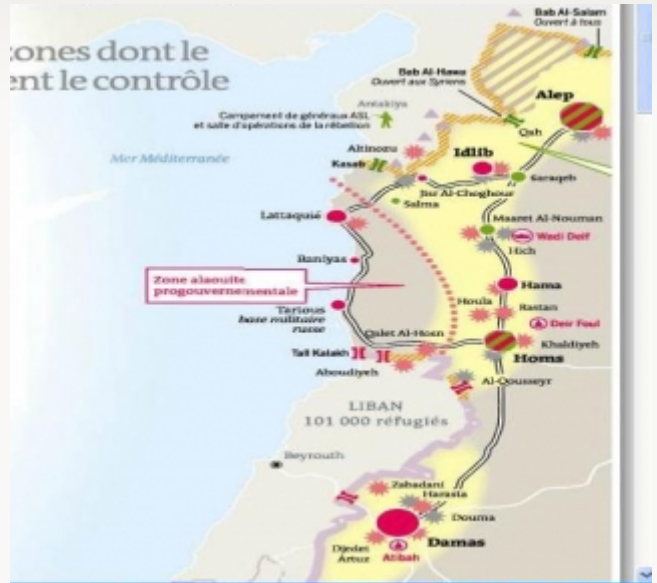 zones dont le
ent le contrôle
Bab Al-Salam
Ouvert à tous
Bab Al-Hawa
Ouvert aux Syriens
Alep
Antakiya
Campement de généraux ASL
et salle d'opérations de la rébellion
Qah
Mer Méditerranée
Altinozu
Idlib
Kasab
Saraqeb
Jisr Al-Choghour
Salma
Lattaquié
Maaret Al-Nouman
Wadi Deif
Hich
Baniyas
Zone alaouite
progouvernementale
Hama
Houla
Rastan
Tartous
base militaire
russe
Deir Foul
Qalet Al-Hosn
Khaldiyeh
Tall Kalakh
Homs
Aboudiyeh
Al-Qousseyr
LIBAN
101 000 réfugiés
Beyrouth
Zabadani
Harasta
Douma
Damas
Djedet
Artuz
Atibah